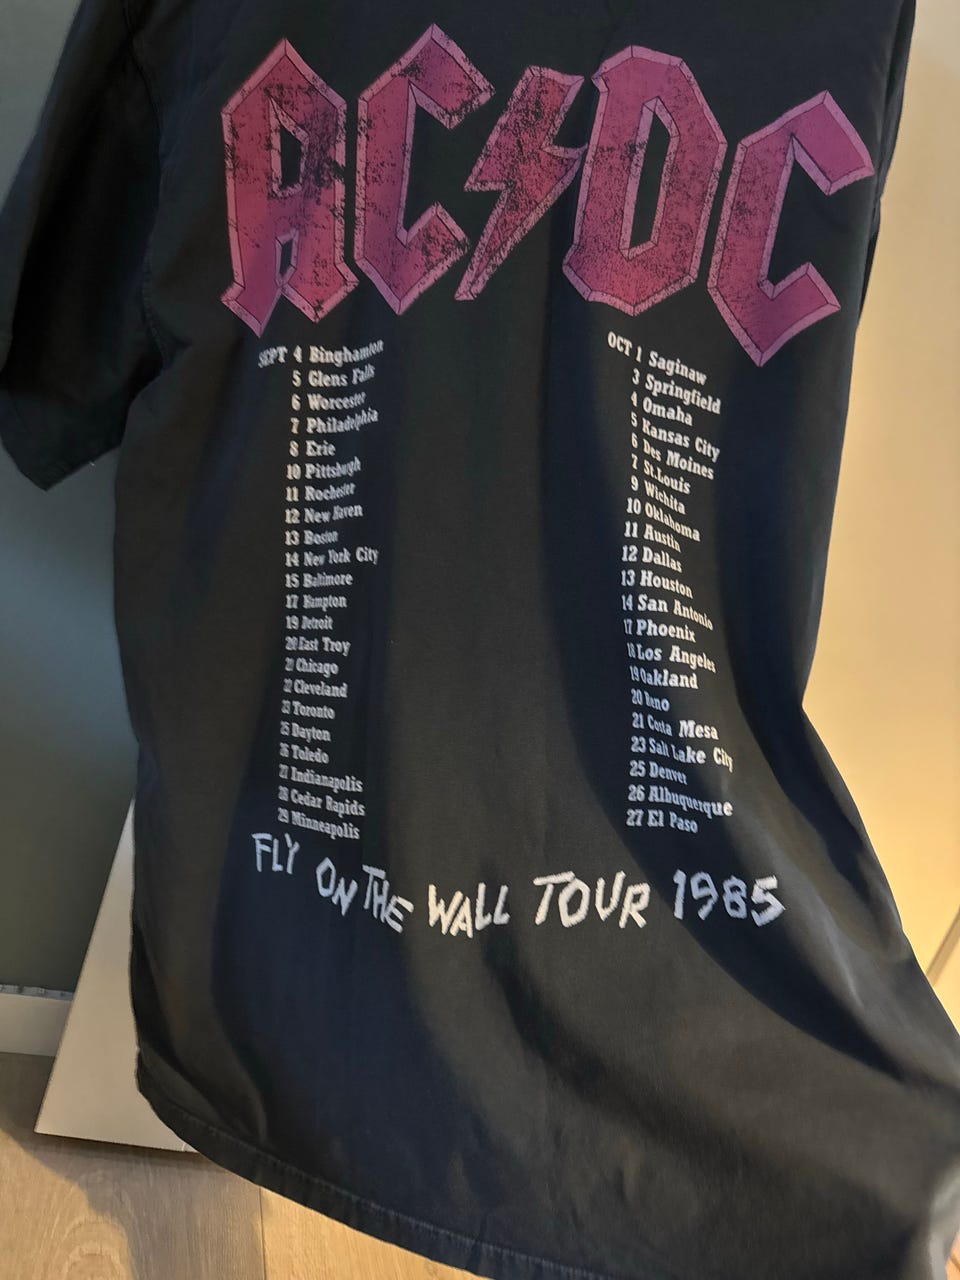 AC⚡DC
SEPT 4 Binghamton
5 Glens Falls
6 Worcester
7 Philadelphia
8 Erie
10 Pittsburgh
11 Rochester
12 New Haven
13 Boston
14 New York City
15 Baltimore
17 Hampton
19 Detroit
20 East Troy
21 Chicago
22 Cleveland
23 Toronto
25 Dayton
26 Toledo
27 Indianapolis
28 Cedar Rapids
29 Minneapolis
OCT 1 Saginaw
3 Springfield
4 Omaha
5 Kansas City
6 Des Moines
7 St.Louis
9 Wichita
10 Oklahoma
11 Austin
12 Dallas
13 Houston
14 San Antonio
17 Phoenix
18 Los Angeles
19 Oakland
20 Reno
21 Costa Mesa
23 Salt Lake City
25 Denver
26 Albuquerque
27 El Paso
FLY ON THE WALL TOUR 1985